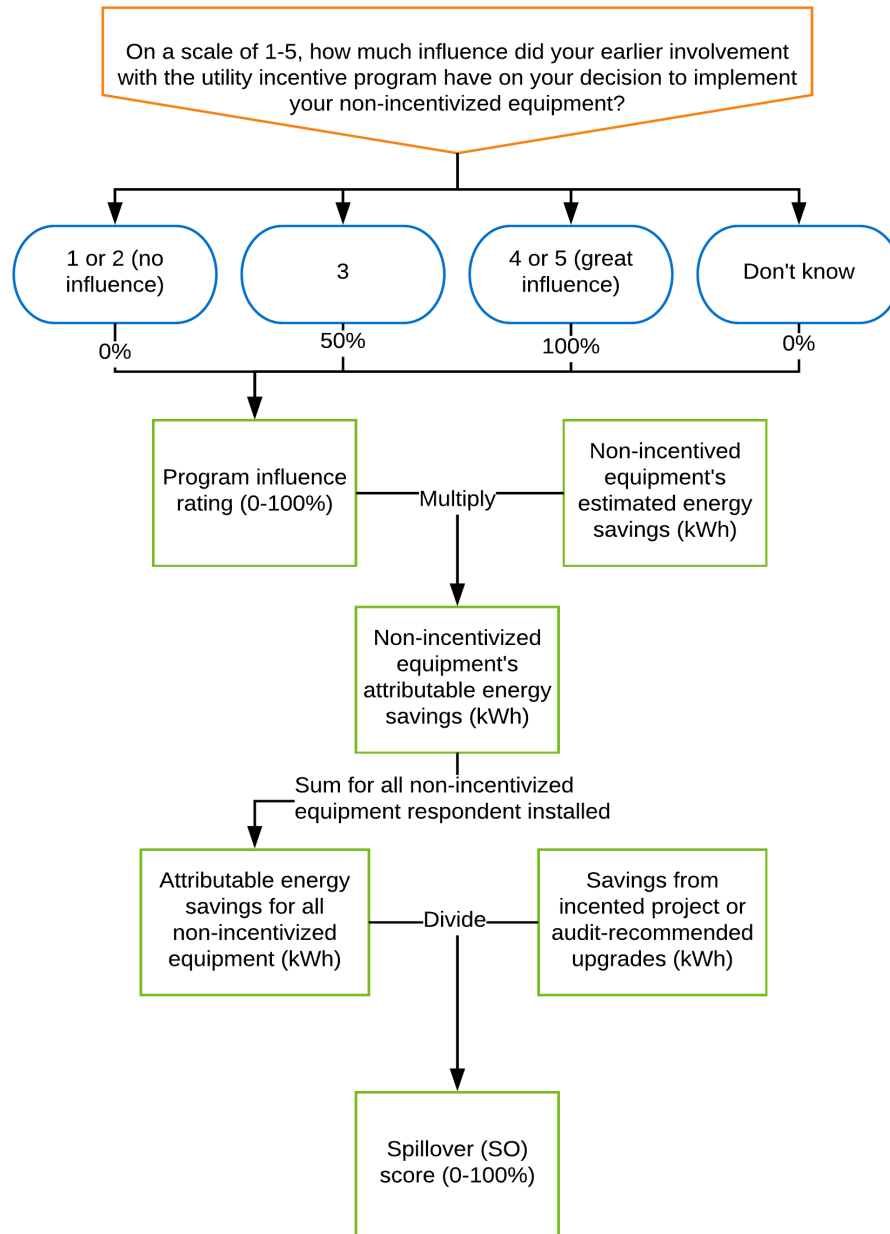 On a scale of 1-5, how much influence did your earlier involvement
with the utility incentive program have on your decision to implement
your non-incentivized equipment?
1 or 2 (no
influence)
3
4 or 5 (great
influence)
Don't know
0%
50%
100%
0%
Program influence
rating (0-100%)
Multiply
Non-incentived
equipment's
estimated energy
savings (kWh)
Non-incentivized
equipment's
attributable energy
savings (kWh)
Sum for all non-incentivized
equipment respondent installed
Attributable energy
savings for all
non-incentivized
equipment (kWh)
Divide
Savings from
incented project or
audit-recommended
upgrades (kWh)
Spillover (SO)
score (0-100%)